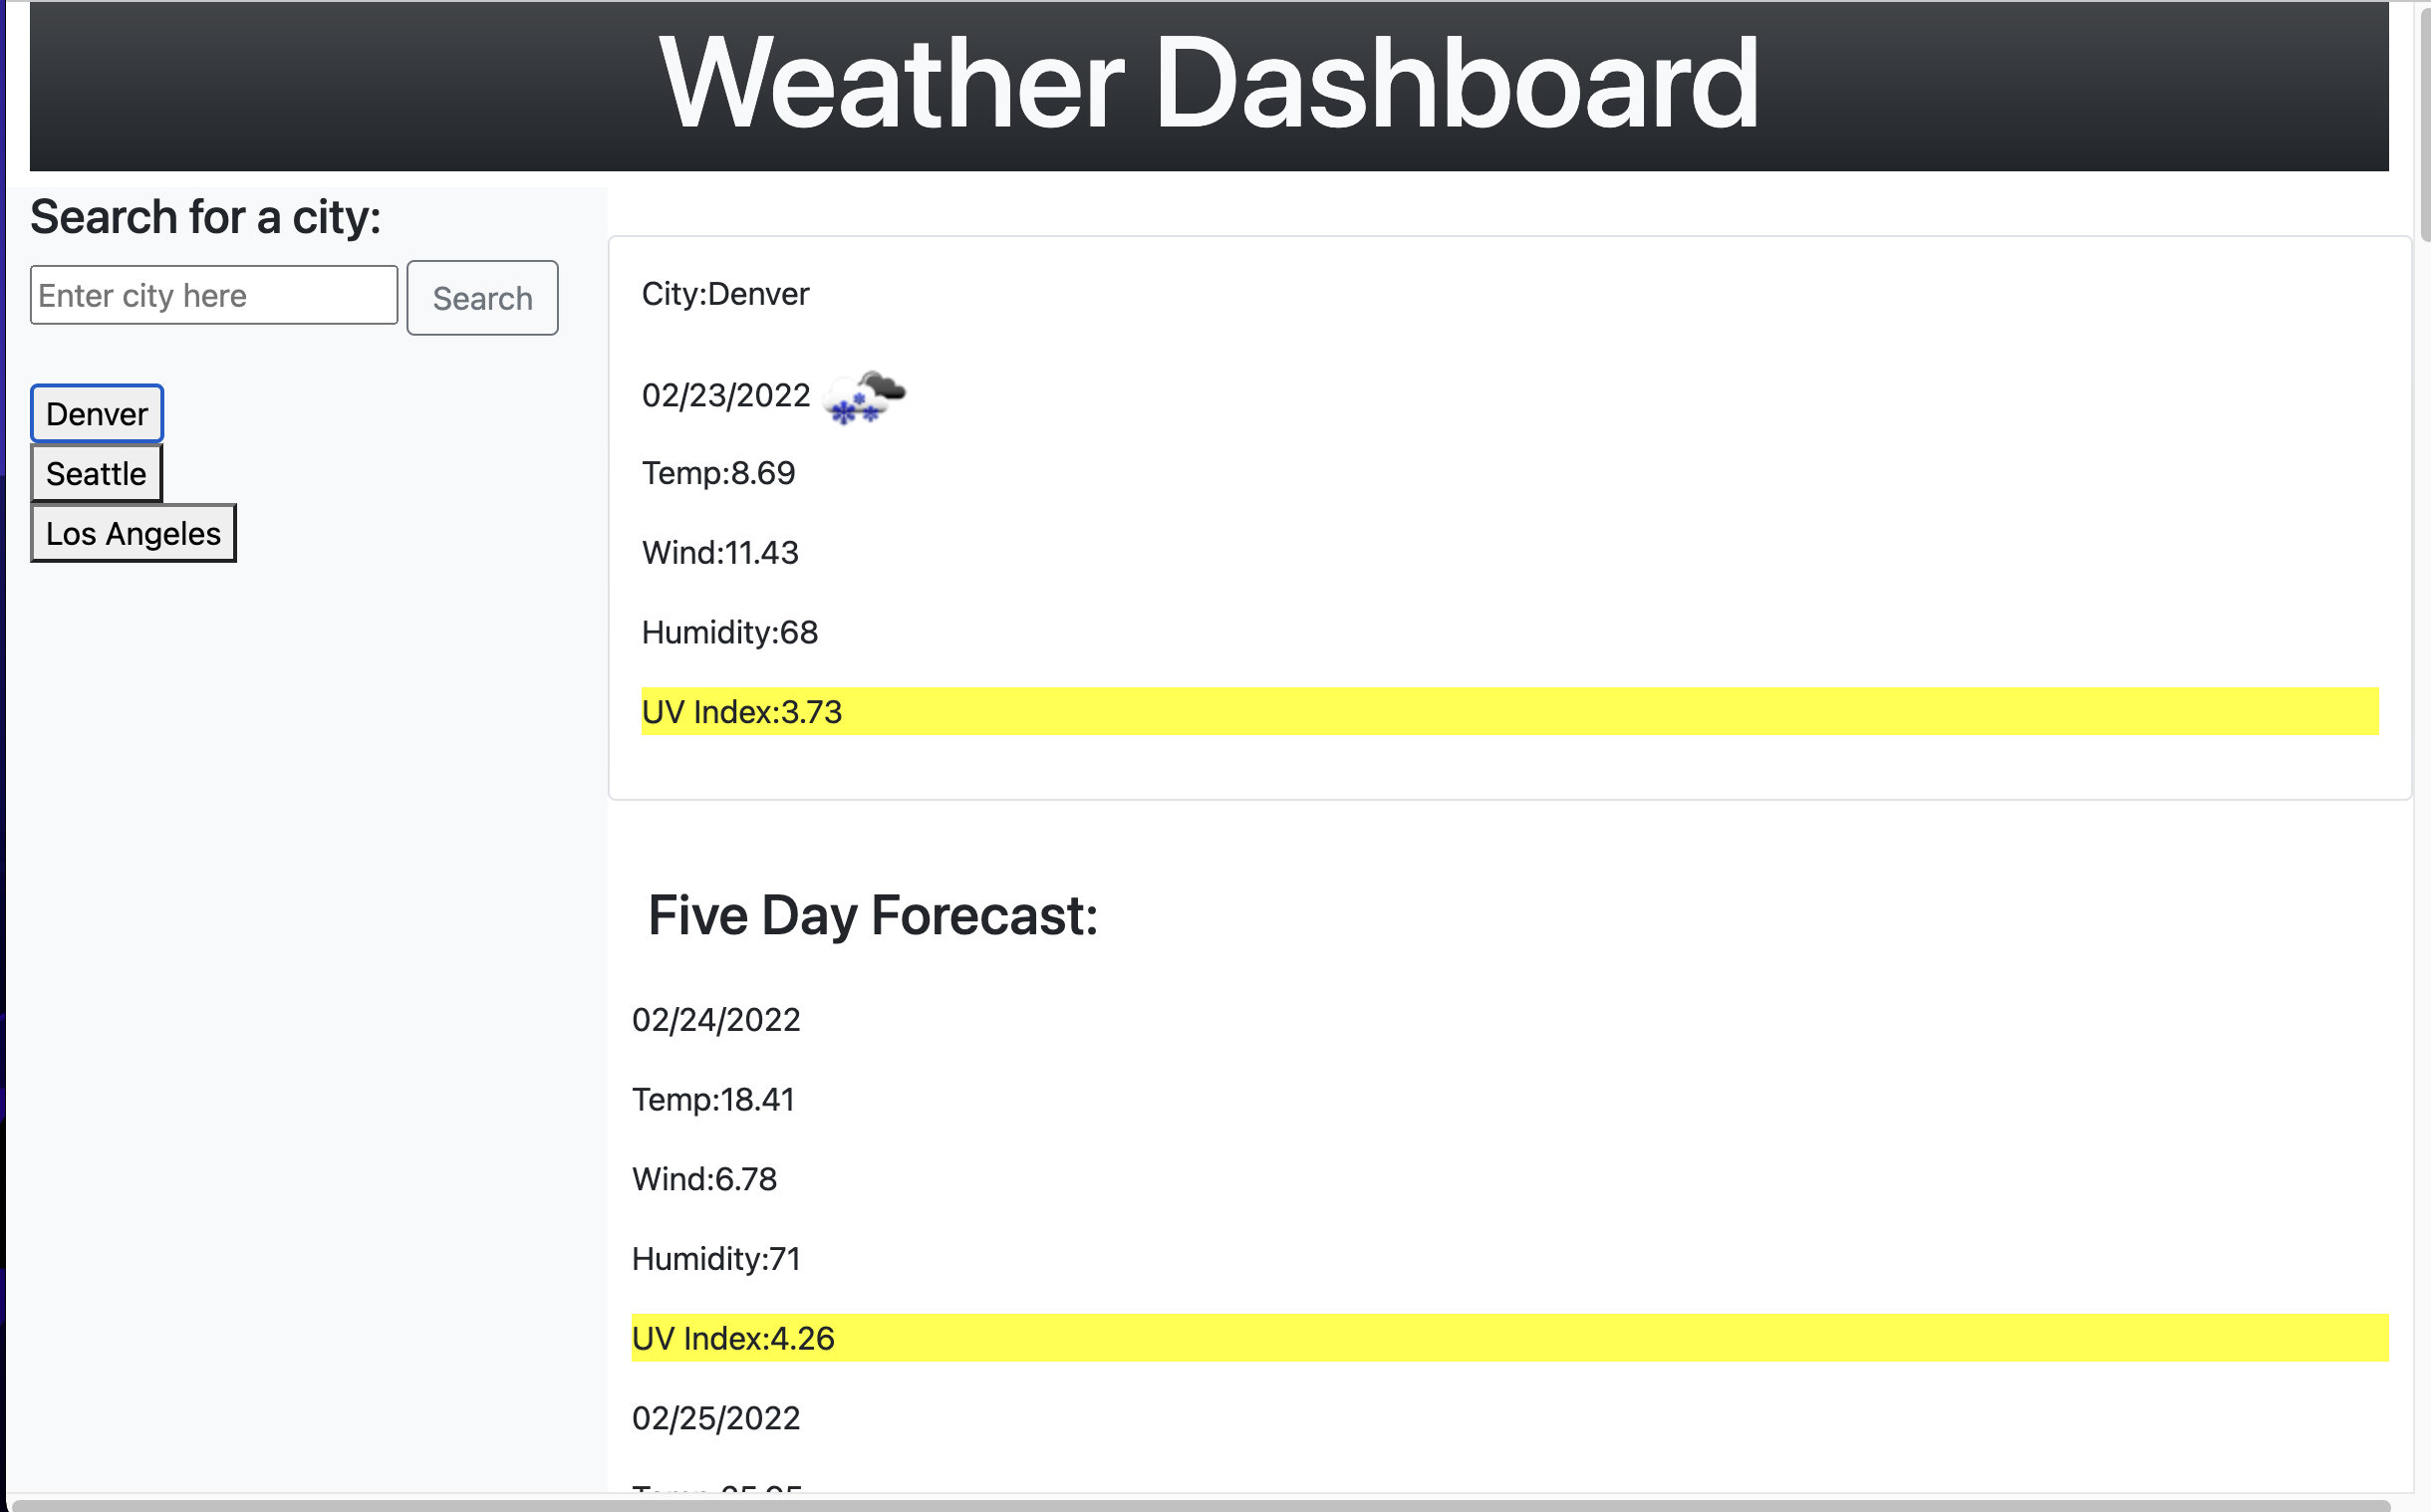 Weather Dashboard
Search for a city:
Enter city here
Search
Denver
Seattle
Los Angeles
City:Denver
02/23/2022
Temp:8.69
Wind:11.43
Humidity:68
UV Index:3.73
Five Day Forecast:
02/24/2022
Temp:18.41
Wind:6.78
Humidity:71
UV Index:4.26
02/25/2022